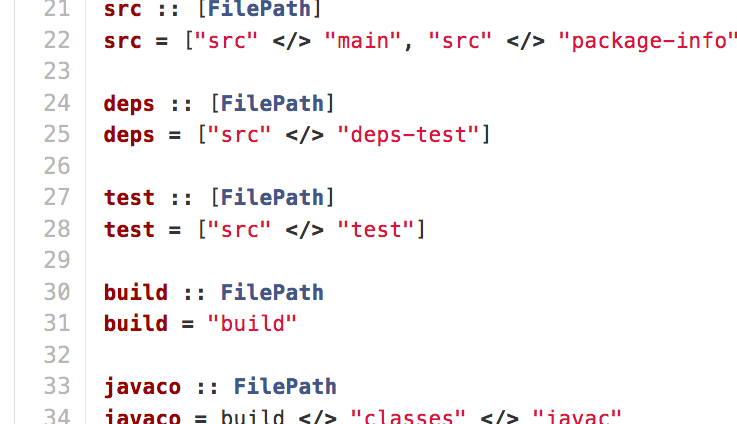 21 src :: [FilePath]
22 src = ["src" </> "main", "src" </> "package-info"
23
24 deps :: [FilePath]
25 deps = ["src" </> "deps-test"]
26
27 test :: [FilePath]
28 test = ["src" </> "test"]
29
30 build :: FilePath
31 build = "build"
32
33 javaco :: FilePath
34 javaco = build </> "classes" </> "javac"